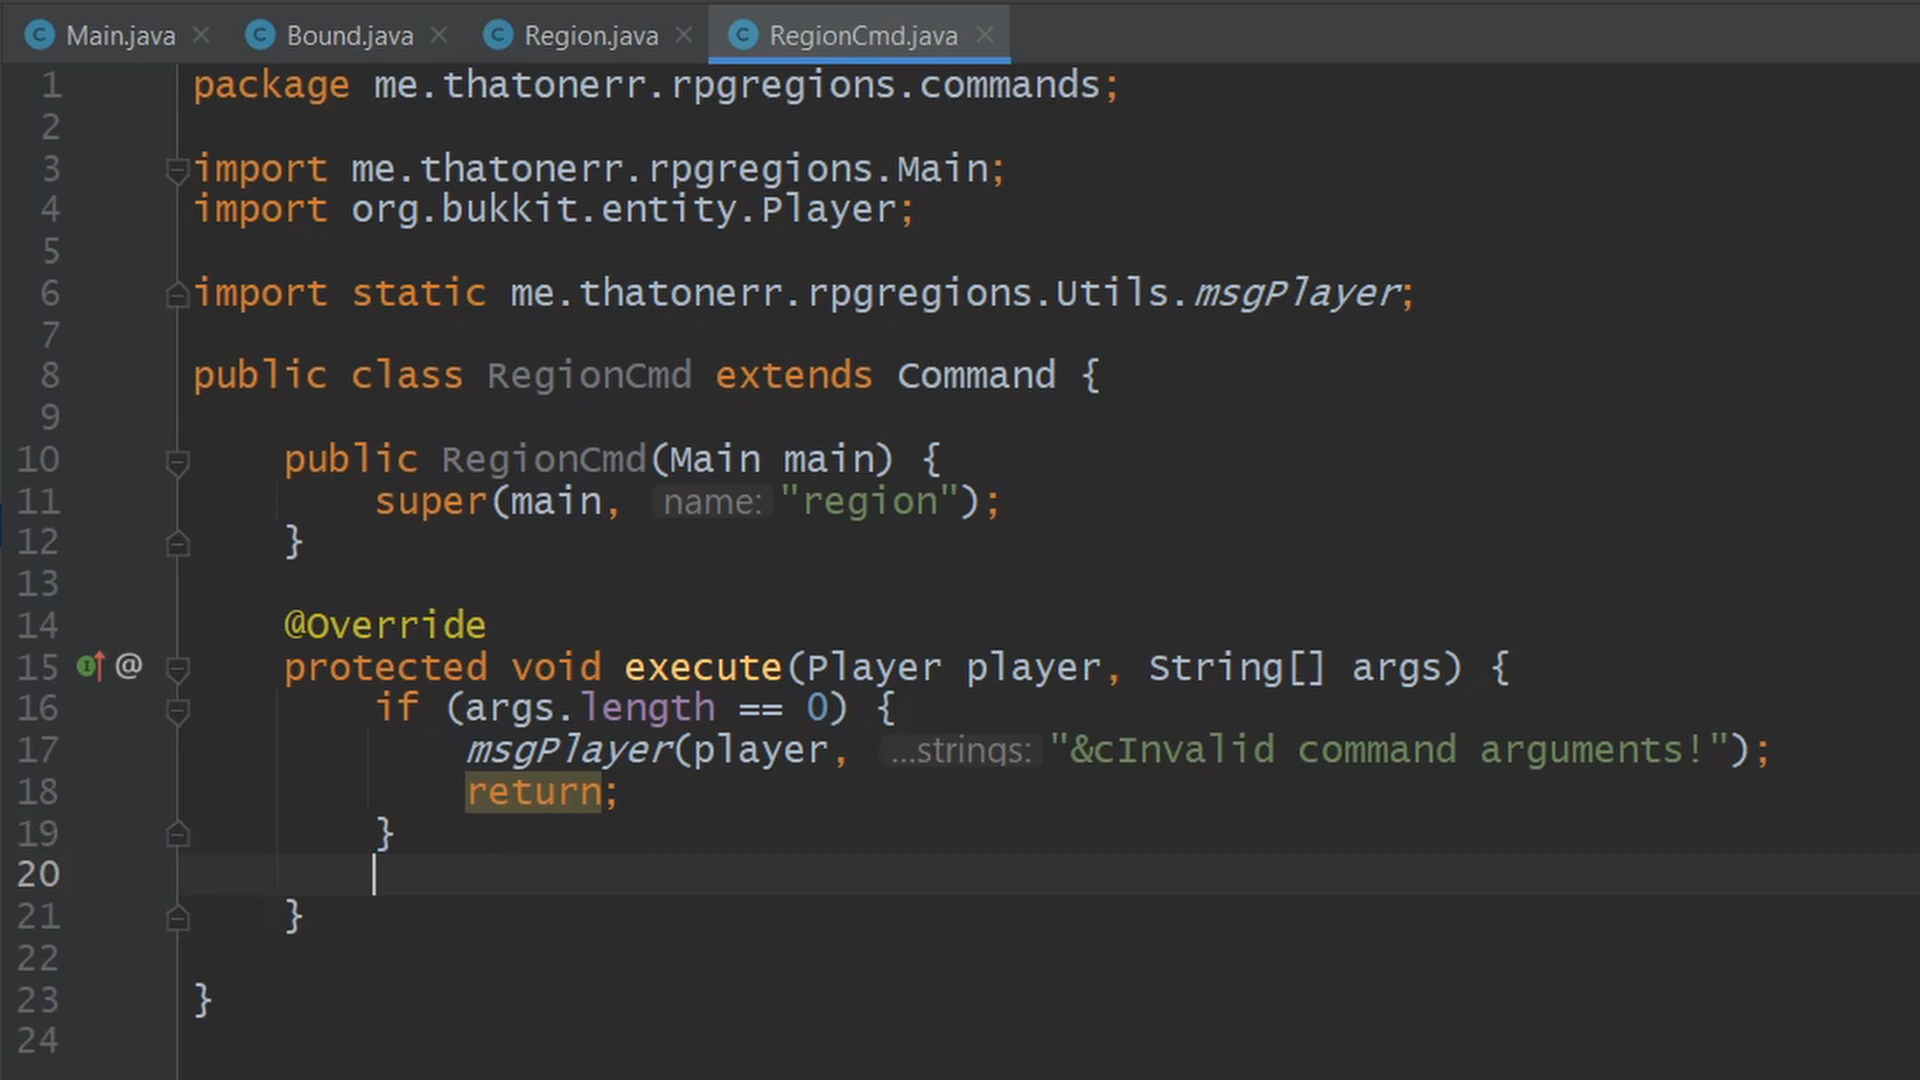 Main.java Bound.java Region.java RegionCmd.java
1 package me.thatonerr.rpgregions.commands;
2
3 import me.thatonerr.rpgregions.Main;
4 import org.bukkit.entity.Player;
5
6 import static me.thatonerr.rpgregions.Utils.msgPlayer;
7
8 public class RegionCmd extends Command {
9
10 public RegionCmd(Main main) {
11 super(main, name: "region");
12 }
13
14 @Override
15 protected void execute(Player player, String[] args) {
16 if (args.length == 0) {
17 msgPlayer(player, ...strings: "&cInvalid command arguments!");
18 return;
19 }
20
21 }
22
23 }
24